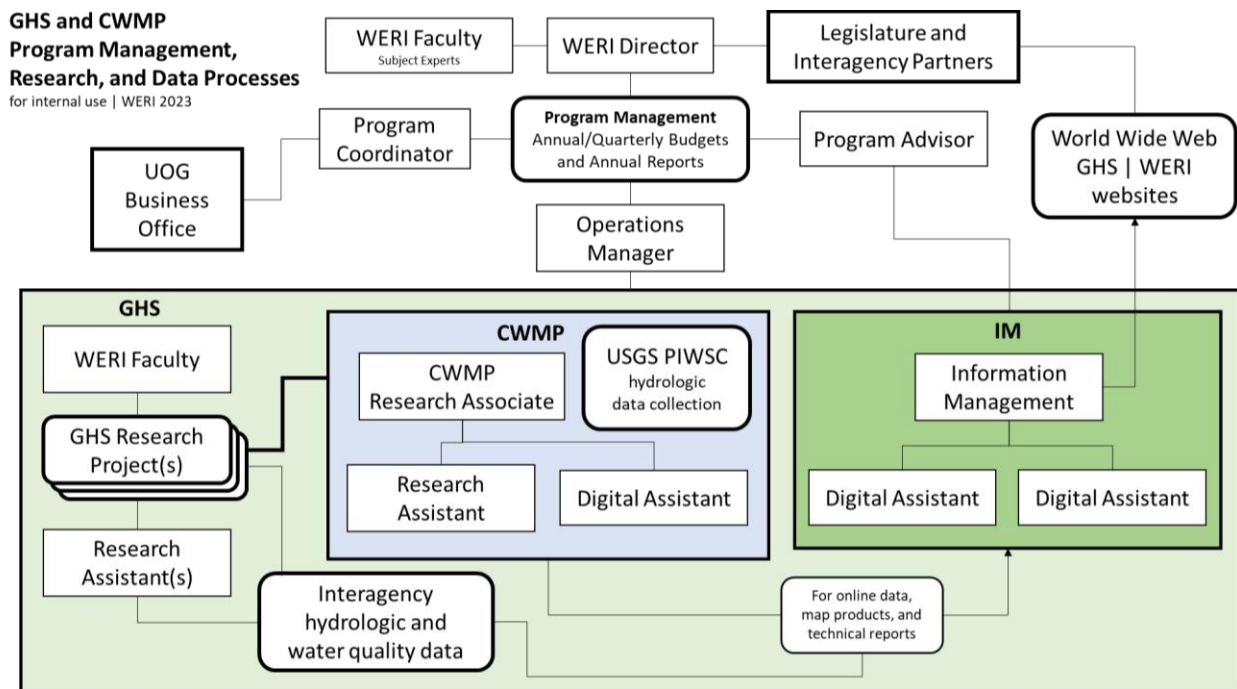 GHS and CWMP
Program Management,
Research, and Data Processes
for internal use | WERI 2023
WERI Faculty
Subject Experts
WERI Director
Legislature and
Interagency Partners
Program
Coordinator
Program Management
Annual/Quarterly Budgets
and Annual Reports
Program Advisor
World Wide Web
GHS | WERI
websites
UOG
Business
Office
Operations
Manager
GHS
WERI Faculty
GHS Research
Project(s)
Research
Assistant(s)
CWMP
CWMP
Research Associate
USGS PIWSC
hydrologic
data collection
Research
Assistant
Digital Assistant
IM
Information
Management
Digital Assistant
Digital Assistant
Interagency
hydrologic and
water quality data
For online data,
map products, and
technical reports